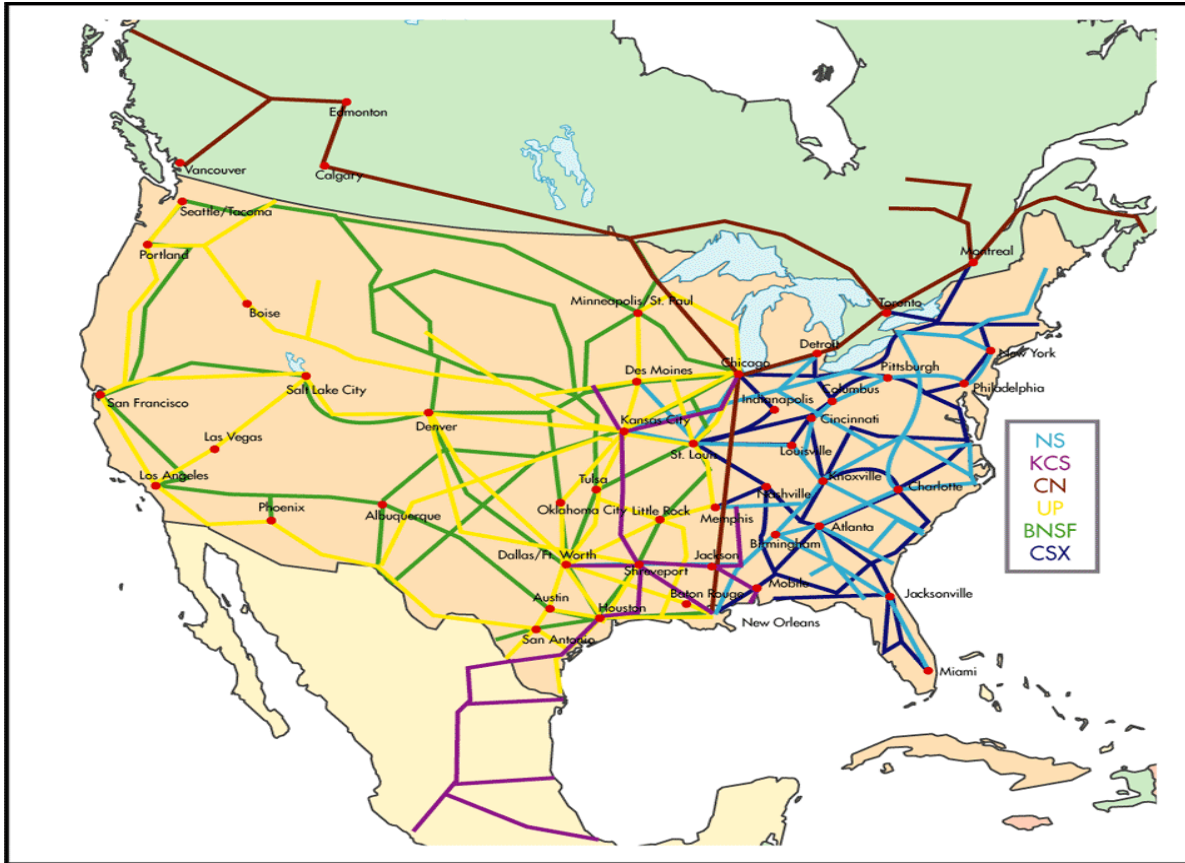 Edmonton
Vancouver
Calgary
Seattle/Tacoma
Portland
Montreal
Boise
Minneapolis/St. Paul
Toronto
Detroit
New York
Chicago
Pittsburgh
Salt Lake City
Des Moines
Columbus
Philadelphia
San Francisco
Indianapolis
Denver
Kansas City
Cincinnati
Las Vegas
St. Louis
Louisville
NS
KCS
CN
UP
BNSF
CSX
Los Angeles
Tulsa
Knoxville
Charlotte
Nashville
Phoenix
Albuquerque
Oklahoma City
Little Rock
Memphis
Atlanta
Birmingham
Dallas/Ft. Worth
Shreveport
Jackson
Mobile
Austin
Houston
Baton Rouge
Jacksonville
New Orleans
San Antonio
Miami